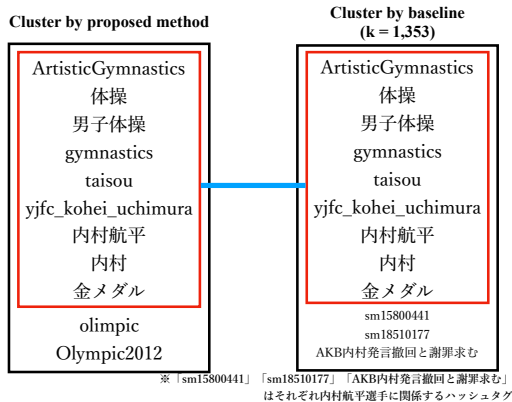 Cluster by proposed method
ArtisticGymnastics
体操
男子体操
gymnastics
taisou
yjfc_kohei_uchimura
内村航平
内村
金メダル
olimpic
Olympic2012
Cluster by baseline
(k = 1,353)
ArtisticGymnastics
体操
男子体操
gymnastics
taisou
yjfc_kohei_uchimura
内村航平
内村
金メダル
sm15800441
sm18510177
AKB内村発言撤回と謝罪求む
※「sm15800441」「sm18510177」「AKB内村発言撤回と謝罪求む」
はそれぞれ内村航平選手に関係するハッシュタグ